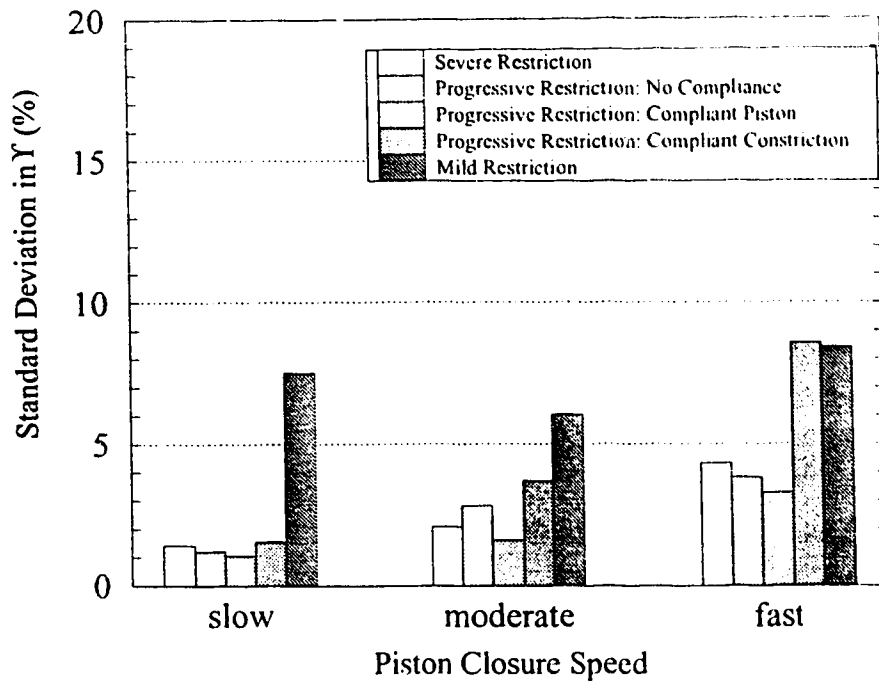 20
15
10
5
0
Standard Deviation in ϒ (%)
Severe Restriction
Progressive Restriction: No Compliance
Progressive Restriction: Compliant Piston
Progressive Restriction: Compliant Constriction
Mild Restriction
slow moderate fast
Piston Closure Speed